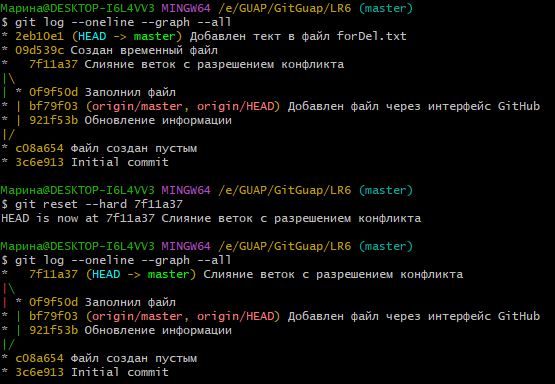 Марина@DESKTOP-I6L4VV3 MINGW64 /e/GUAP/GitGuap/LR6 (master)
$ git log --oneline --graph --all
* 2eb10e1 (HEAD -> master) Добавлен тект в файл forDel.txt
* 09d539c Создан временный файл
*   7f11a37 Слияние веток с разрешением конфликта
|\
| * 0f9f50d Заполнил файл
* | bf79f03 (origin/master, origin/HEAD) Добавлен файл через интерфейс GitHub
* | 921f53b Обновление информации
|/
* c08a654 Файл создан пустым
* 3c6e913 Initial commit
Марина@DESKTOP-I6L4VV3 MINGW64 /e/GUAP/GitGuap/LR6 (master)
$ git reset --hard 7f11a37
HEAD is now at 7f11a37 Слияние веток с разрешением конфликта
Марина@DESKTOP-I6L4VV3 MINGW64 /e/GUAP/GitGuap/LR6 (master)
$ git log --oneline --graph --all
*   7f11a37 (HEAD -> master) Слияние веток с разрешением конфликта
|\
| * 0f9f50d Заполнил файл
* | bf79f03 (origin/master, origin/HEAD) Добавлен файл через интерфейс GitHub
* | 921f53b Обновление информации
|/
* c08a654 Файл создан пустым
* 3c6e913 Initial commit